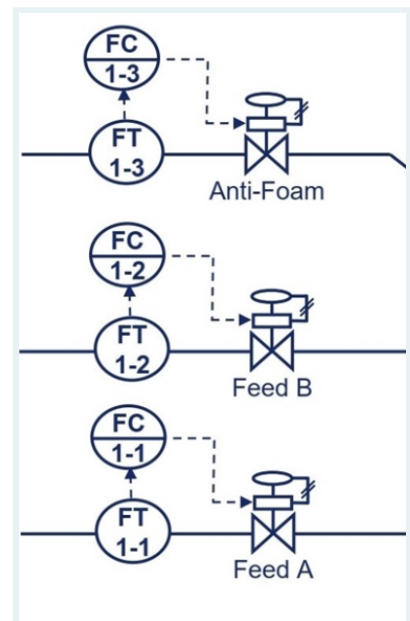 FC
1-3
FT
1-3
Anti-Foam
FC
1-2
FT
1-2
Feed B
FC
1-1
FT
1-1
Feed A